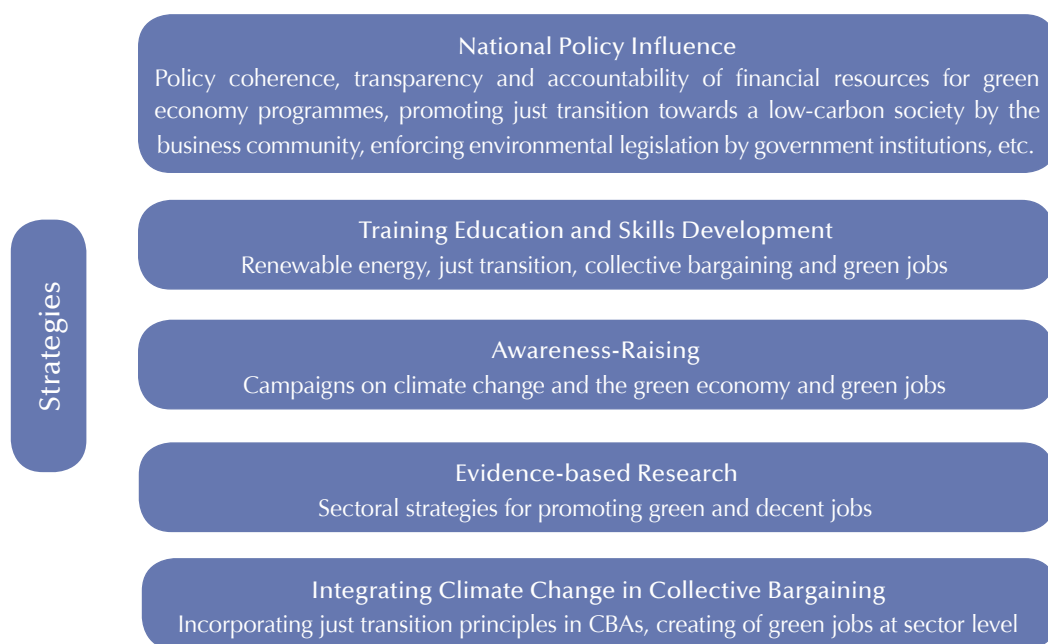 National Policy Influence
Policy coherence, transparency and accountability of financial resources for green
economy programmes, promoting just transition towards a low-carbon society by the
business community, enforcing environmental legislation by government institutions, etc.
Strategies
Training Education and Skills Development
Renewable energy, just transition, collective bargaining and green jobs
Awareness-Raising
Campaigns on climate change and the green economy and green jobs
Evidence-based Research
Sectoral strategies for promoting green and decent jobs
Integrating Climate Change in Collective Bargaining
Incorporating just transition principles in CBAs, creating of green jobs at sector level